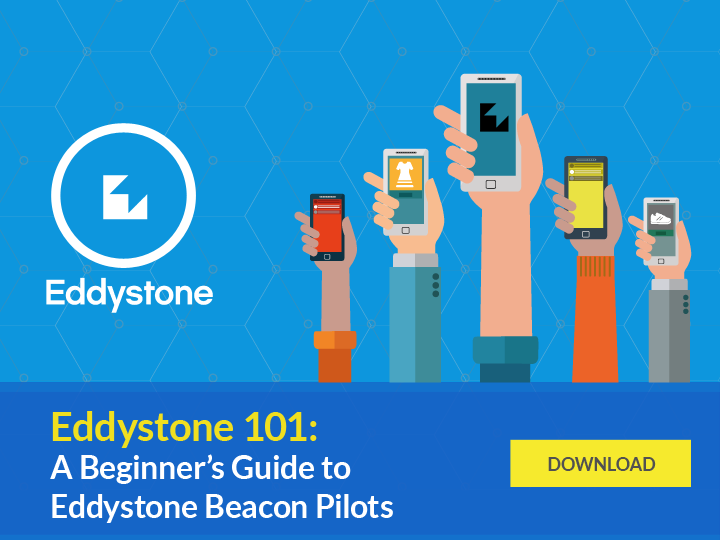 Eddystone
Eddystone 101:
A Beginner's Guide to
Eddystone Beacon Pilots
DOWNLOAD